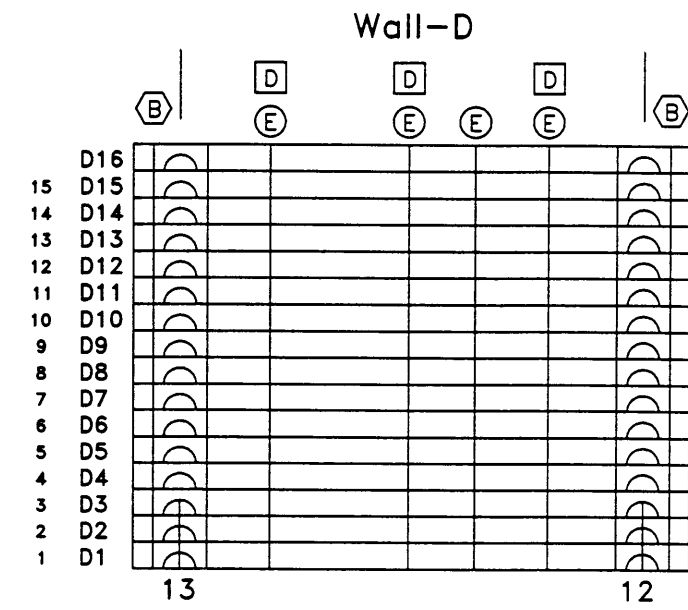 Wall-D
D D D
B E E E E B
D16
15 D15
14 D14
13 D13
12 D12
11 D11
10 D10
9 D9
8 D8
7 D7
6 D6
5 D5
4 D4
3 D3
2 D2
1 D1
13 12